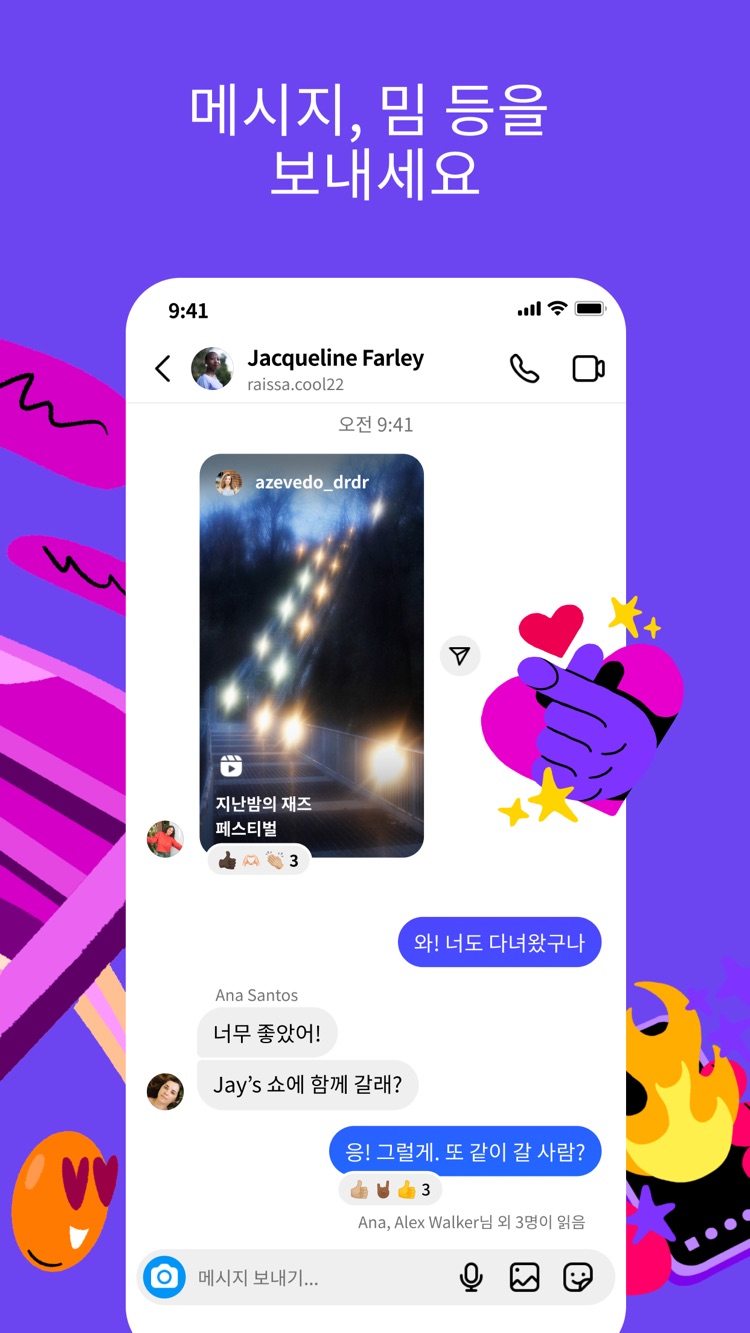 메시지, 밈 등을
보내세요
9:41
Jacqueline Farley
raissa.cool22
오전 9:41
azevedo_drdr
지난밤의 재즈
페스티벌
3
와! 너도 다녀왔구나
Ana Santos
너무 좋았어!
Jay’s 쇼에 함께 갈래?
응! 그럴게. 또 같이 갈 사람?
3
Ana, Alex Walker님 외 3명이 읽음
메시지 보내기...